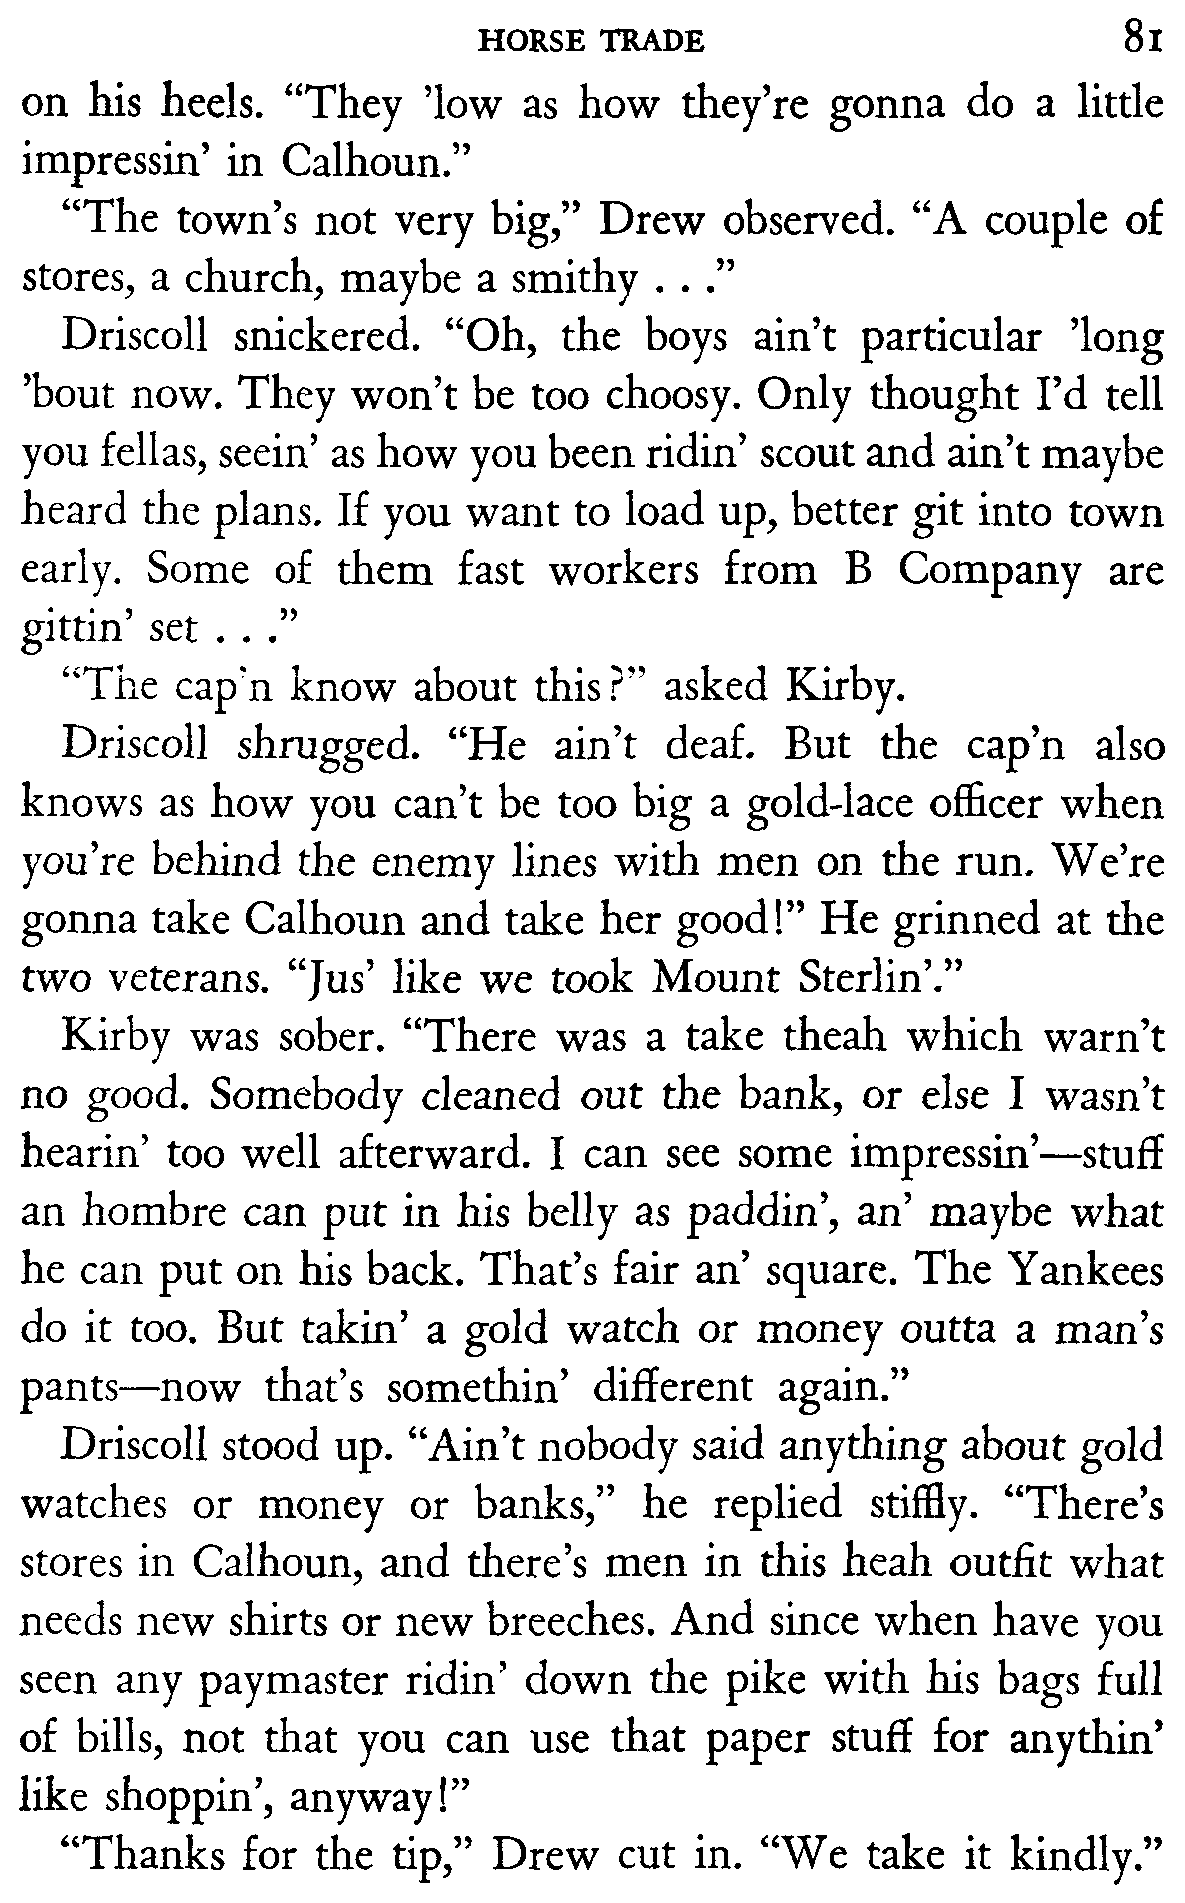 HORSE TRADE 81
on his heels. “They ’low as how they’re gonna do a little
impressin’ in Calhoun.”
“The town’s not very big,” Drew observed. “A couple of
stores, a church, maybe a smithy . . .”
Driscoll snickered. “Oh, the boys ain’t particular ’long
’bout now. They won’t be too choosy. Only thought I’d tell
you fellas, seein’ as how you been ridin’ scout and ain’t maybe
heard the plans. If you want to load up, better git into town
early. Some of them fast workers from B Company are
gittin’ set . . .”
“The cap’n know about this?” asked Kirby.
Driscoll shrugged. “He ain’t deaf. But the cap’n also
knows as how you can’t be too big a gold-lace officer when
you’re behind the enemy lines with men on the run. We’re
gonna take Calhoun and take her good!” He grinned at the
two veterans. “Jus’ like we took Mount Sterlin’.”
Kirby was sober. “There was a take theah which warn’t
no good. Somebody cleaned out the bank, or else I wasn’t
hearin’ too well afterward. I can see some impressin’—stuff
an hombre can put in his belly as paddin’, an’ maybe what
he can put on his back. That’s fair an’ square. The Yankees
do it too. But takin’ a gold watch or money outta a man’s
pants—now that’s somethin’ different again.”
Driscoll stood up. “Ain’t nobody said anything about gold
watches or money or banks,” he replied stiffly. “There’s
stores in Calhoun, and there’s men in this heah outfit what
needs new shirts or new breeches. And since when have you
seen any paymaster ridin’ down the pike with his bags full
of bills, not that you can use that paper stuff for anythin’
like shoppin’, anyway!”
“Thanks for the tip,” Drew cut in. “We take it kindly.”